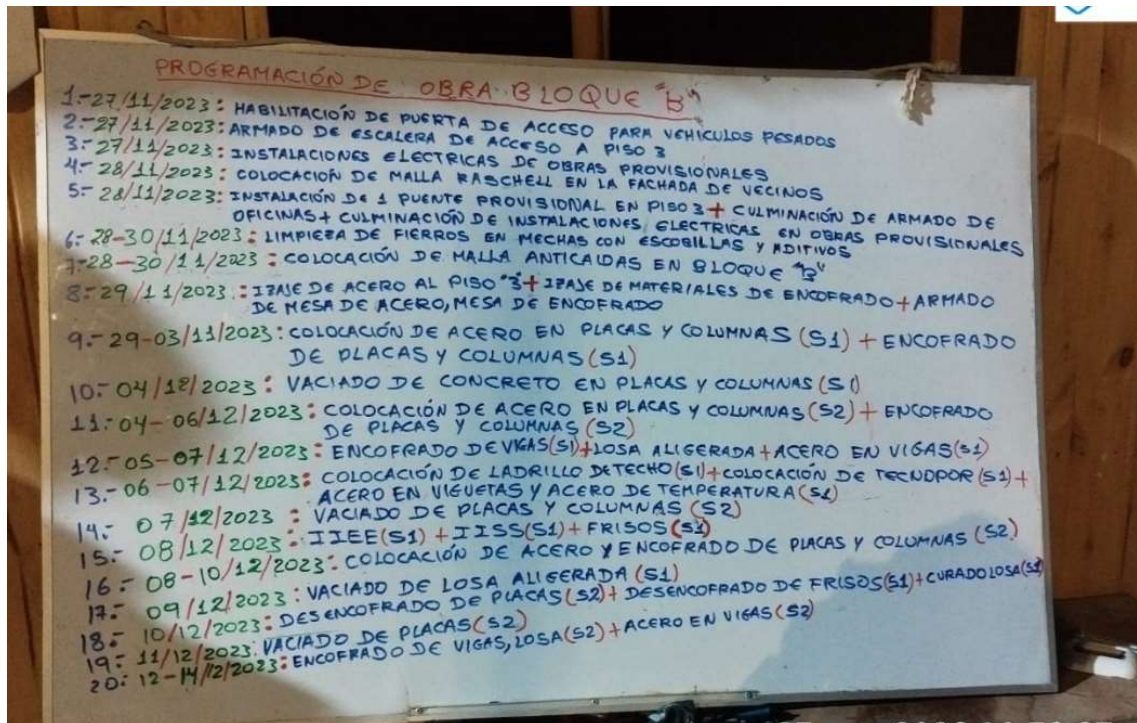 PROGRAMACIÓN DE OBRA BLOQUE "B"
1.-27/11/2023: HABILITACIÓN DE PUERTA DE ACCESO PARA VEHICULOS PESADOS
2.-27/11/2023: ARMADO DE ESCALERA DE ACCESO A PISO 3
3.-27/11/2023: INSTALACIONES ELECTRICAS DE OBRAS PROVISIONALES
4.-28/11/2023: COLOCACION DE MALLA RASCHELL EN LA FACHADA DE VECINOS
5.-28/11/2023: INSTALACIÓN DE 1 PUENTE PROVISIONAL EN PISO 3 + CULMINACIÓN DE ARMADO DE
OFICINAS + CULMINACIÓN DE INSTALACIONES ELECTRICAS EN OBRAS PROVISIONALES
6.-28-30/11/2023: LIMPIEZA DE FIERROS EN MECHAS CON ESCOBILLAS Y ADITIVOS
7.-28-30/11/2023: COLOCACIÓN DE MALLA ANTICAIDAS EN BLOQUE "B"
8.-29/11/2023: IZAJE DE ACERO AL PISO "3" + IZAJE DE MATERIALES DE ENCOFRADO + ARMADO
DE MESA DE ACERO, MESA DE ENCOFRADO
9.-29-03/11/2023: COLOCACIÓN DE ACERO EN PLACAS Y COLUMNAS (S1) + ENCOFRADO
DE PLACAS Y COLUMNAS (S1)
10.-04/12/2023: VACIADO DE CONCRETO EN PLACAS Y COLUMNAS (S1)
11.-04-06/12/2023: COLOCACIÓN DE ACERO EN PLACAS Y COLUMNAS (S2) + ENCOFRADO
DE PLACAS Y COLUMNAS (S2)
12.-05-07/12/2023: ENCOFRADO DE VIGAS(S1)+LOSA ALIGERADA+ACERO EN VIGAS(S1)
13.-06-07/12/2023: COLOCACIÓN DE LADRILLO DE TECHO(S1)+COLOCACIÓN DE TECNOPOR(S1)+
ACERO EN VIGUETAS Y ACERO DE TEMPERATURA(S1)
14.- 07/12/2023: VACIADO DE PLACAS Y COLUMNAS (S2)
15.- 08/12/2023: IIEE(S1) + IISS(S1) + FRISOS(S1)
16.- 08-10/12/2023: COLOCACIÓN DE ACERO Y ENCOFRADO DE PLACAS Y COLUMNAS (S2)
17.- 09/12/2023: VACIADO DE LOSA ALIGERADA (S1)
18.- 10/12/2023: DESENCOFRADO DE PLACAS(S2)+ DESENCOFRADO DE FRISOS(S1)+CURADO LOSA(S1)
19.- 11/12/2023: VACIADO DE PLACAS(S2)
20.- 12-14/12/2023: ENCOFRADO DE VIGAS, LOSA(S2)+ACERO EN VIGAS(S2)